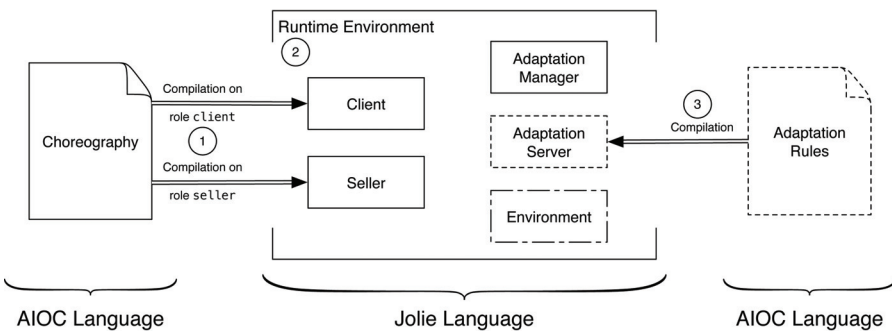 Runtime Environment
2
Choreography
Compilation on
role client
1
Compilation on
role seller
Client
Seller
Adaptation
Manager
Adaptation
Server
Environment
3
Compilation
Adaptation
Rules
AIOC Language
Jolie Language
AIOC Language